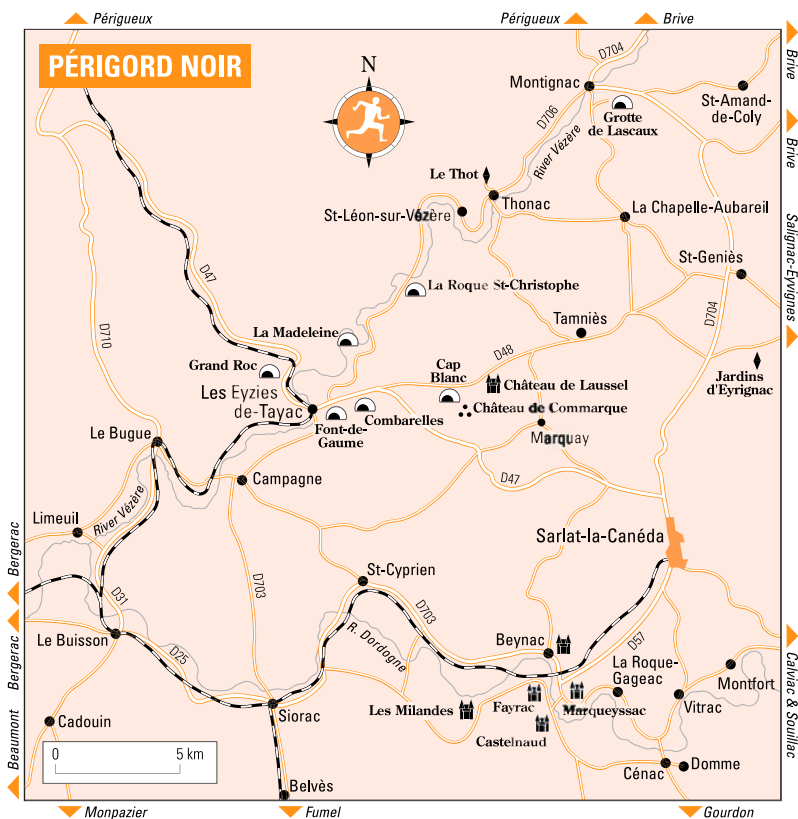 Périgueux
Périgueux
Brive
PÉRIGORD NOIR
N
D704
Brive
Montignac
St-Amand-
de-Coly
Grotte
de Lascaux
D706
River Vézère
Brive
Le Thot
Thonac
St-Léon-sur-Vézère
La Chapelle-Aubareil
Salignac-Eyvignes
St-Geniès
D47
La Roque St-Christophe
D704
D710
La Madeleine
Tamniès
D48
Grand Roc
Cap
Blanc
Jardins
d'Eyrignac
Château de Laussel
Les Eyzies
de-Tayac
Château de Commarque
Combarelles
Font-de-
Gaume
Le Bugue
Marquay
Campagne
D47
River Vézère
Limeuil
Sarlat-la-Canéda
Bergerac
St-Cyprien
D31
D703
D703
Le Buisson
Beynac
D57
Bergerac
D25
R. Dordogne
La Roque-
Gageac
Montfort
Calviac & Souillac
Siorac
Les Milandes
Fayrac
Marqueyssac
Vitrac
Cadouin
Castelnaud
Beaumont
0
5 km
Cénac
Domme
Belvès
Monpazier
Fumel
Gourdon